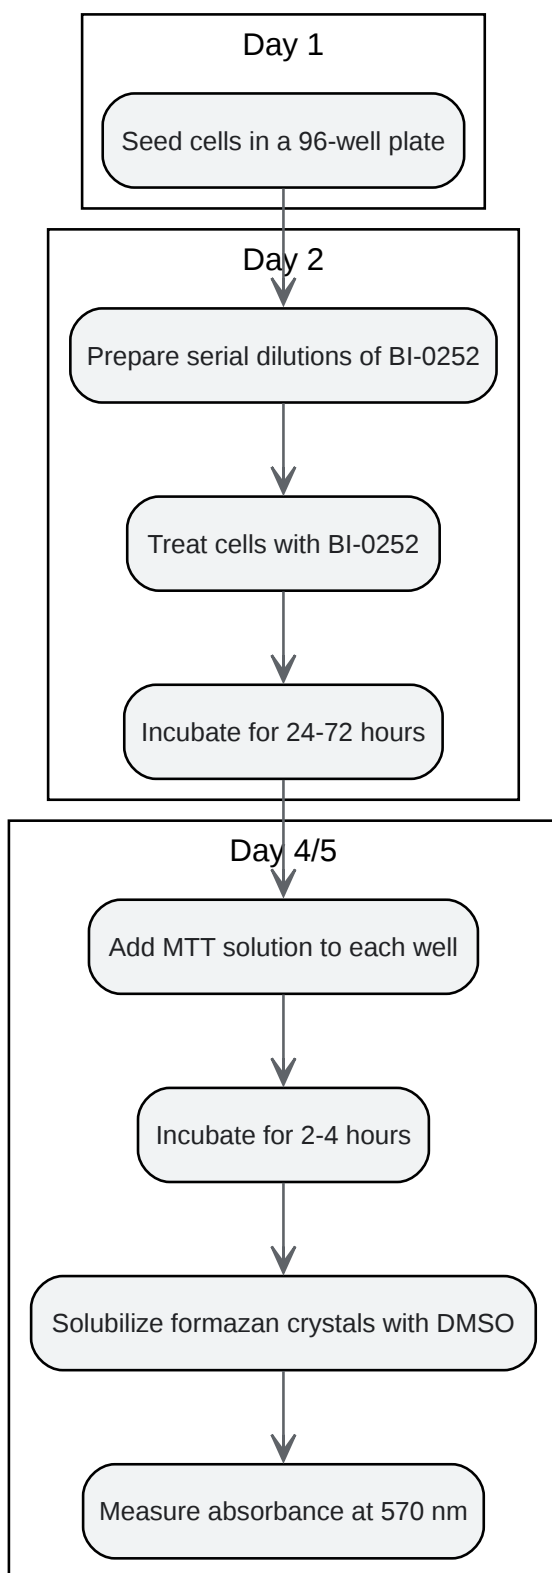 Day 1
Seed cells in a 96-well plate
Day 2
Prepare serial dilutions of BI-0252
Treat cells with BI-0252
Incubate for 24-72 hours
Day 4/5
Add MTT solution to each well
Incubate for 2-4 hours
Solubilize formazan crystals with DMSO
Measure absorbance at 570 nm